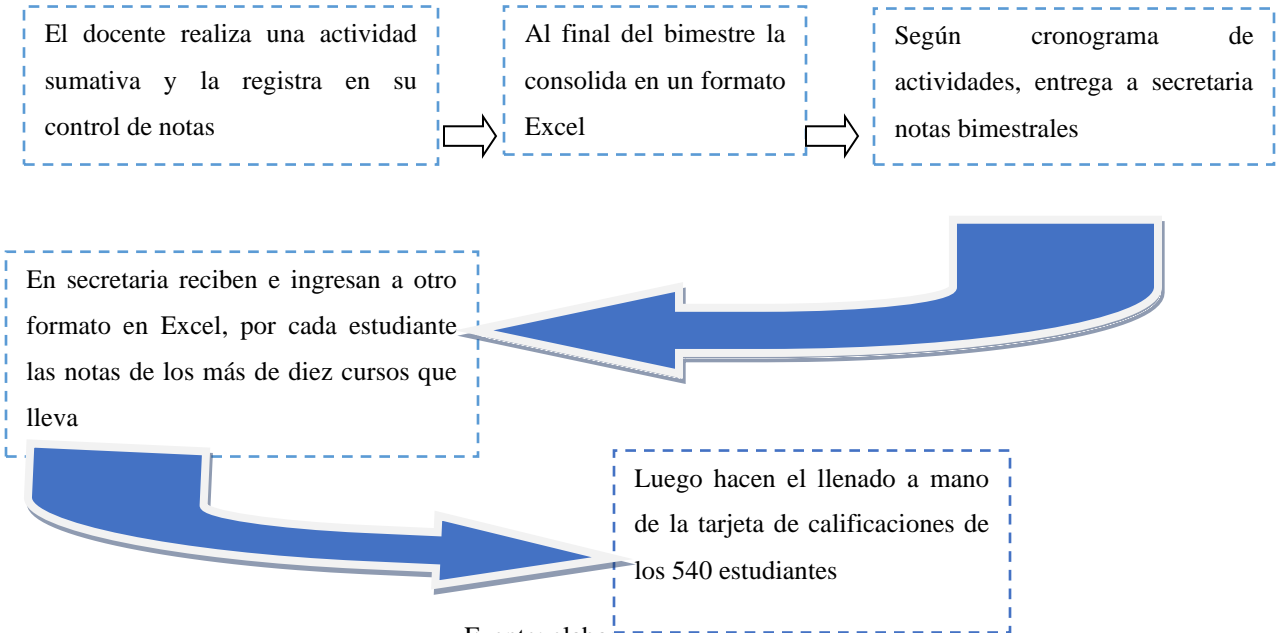 El docente realiza una actividad
sumativa y la registra en su
control de notas
Al final del bimestre la
consolida en un formato
Excel
Según cronograma de
actividades, entrega a secretaria
notas bimestrales
En secretaria reciben e ingresan a otro
formato en Excel, por cada estudiante
las notas de los más de diez cursos que
lleva
Luego hacen el llenado a mano
de la tarjeta de calificaciones de
los 540 estudiantes